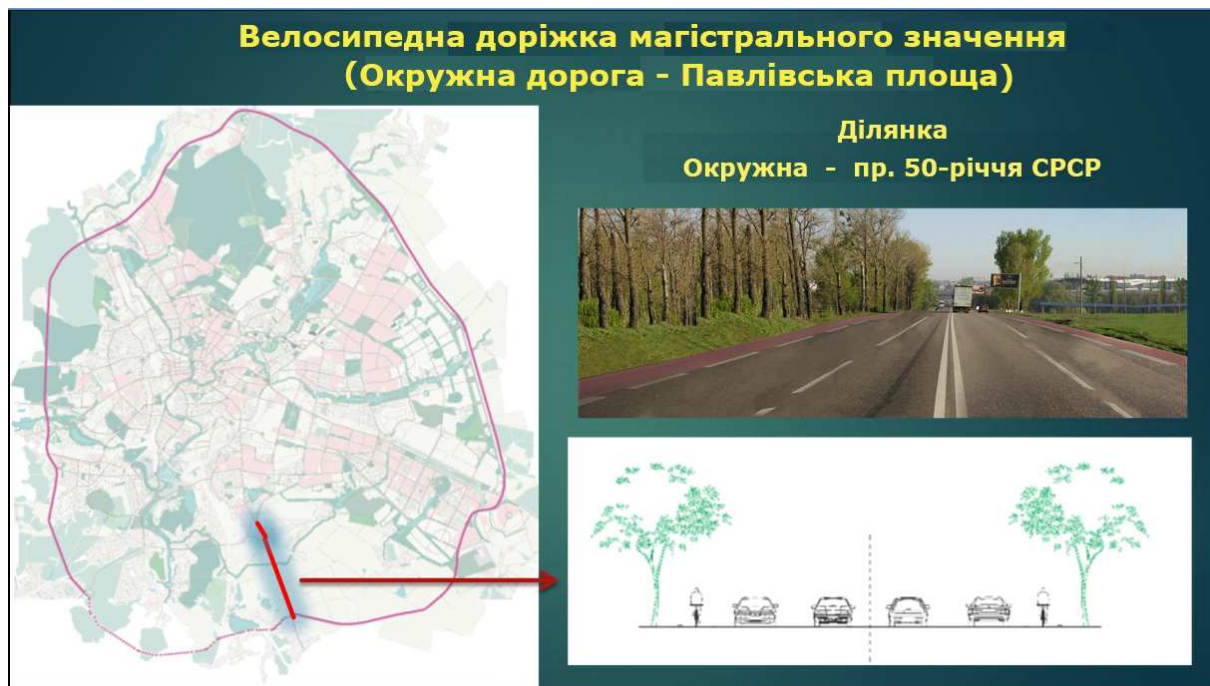 Велосипедна доріжка магістрального значення
(Окружна дорога - Павлівська площа)
Ділянка
Окружна - пр. 50-річчя СРСР